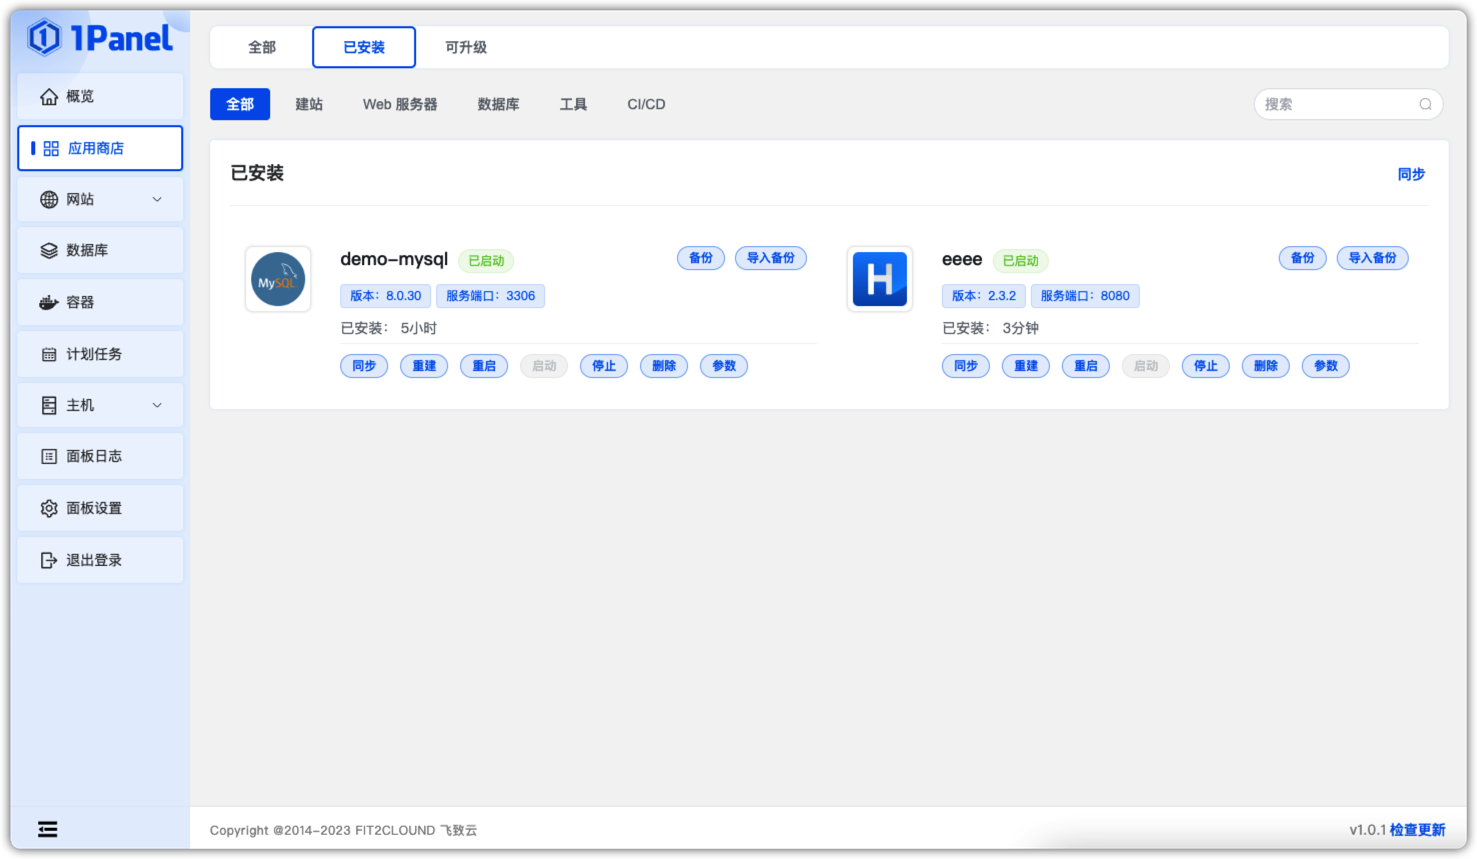 1Panel
概览
应用商店
网站
数据库
容器
计划任务
主机
面板日志
面板设置
退出登录
全部 已安装 可升级
全部 建站 Web 服务器 数据库 工具 CI/CD 搜索
已安装 同步
MySQL
demo-mysql 已启动 备份 导入备份
版本：8.0.30 服务端口：3306
已安装： 5小时
同步 重建 重启 启动 停止 删除 参数
H
eeee 已启动 备份 导入备份
版本：2.3.2 服务端口：8080
已安装： 3分钟
同步 重建 重启 启动 停止 删除 参数
Copyright @2014-2023 FIT2CLOUND 飞致云
v1.0.1 检查更新